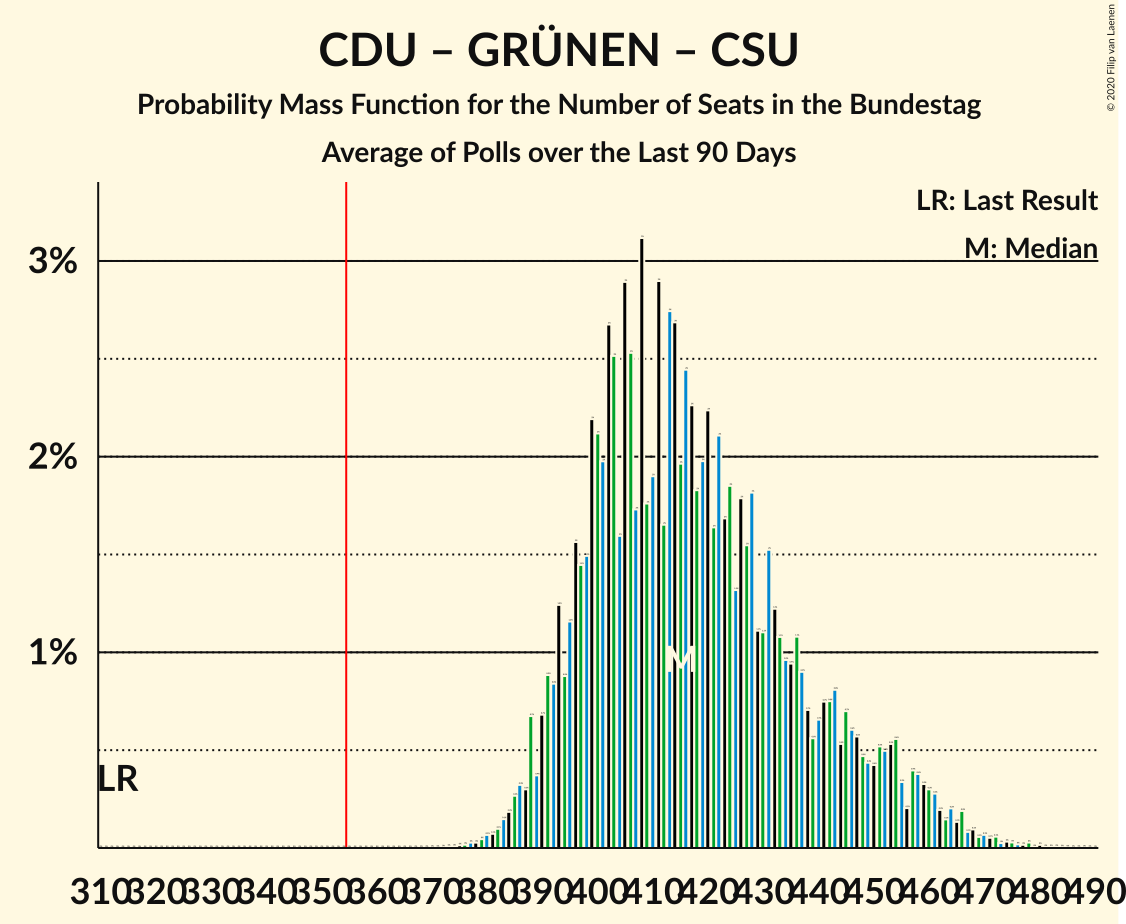 CDU – GRÜNEN – CSU
Probability Mass Function for the Number of Seats in the Bundestag
Average of Polls over the Last 90 Days
© 2020 Filip van Laenen
LR: Last Result
M: Median
3%
2%
1%
M
LR
310 320 330 340 350 360 370 380 390 400 410 420 430 440 450 460 470 480 490